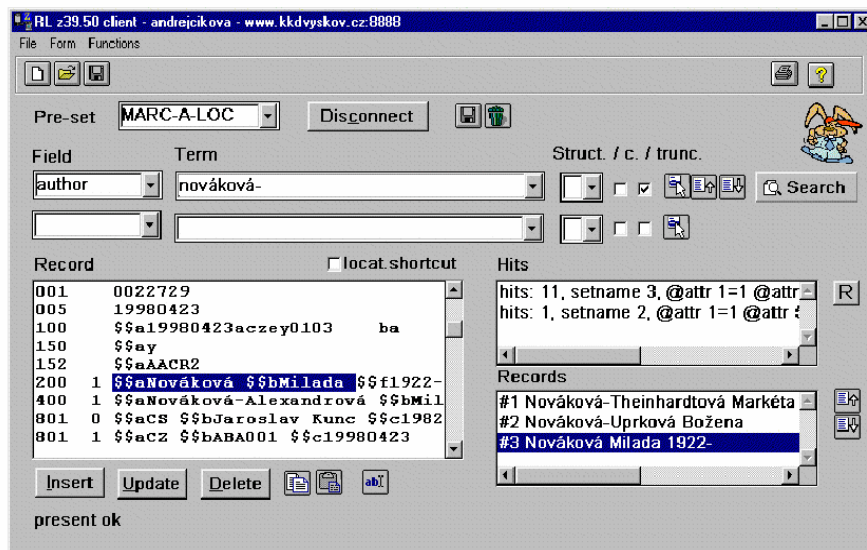 RL z39.50 client - andrejcikova - www.kkdvyskov.cz:8888
File Form Functions
Pre-set MARC-A-LOC Disconnect
Field Term Struct. / c. / trunc.
author nováková- Search
Record locat.shortcut Hits
001 0022729
005 19980423
100 $$a19980423aczey0103 ba
150 $$ay
152 $$aAACR2
200 1 $$aNováková $$bMilada $$f1922-
400 1 $$aNováková-Alexandrová $$bMil
801 0 $$aCS $$bJaroslav Kunc $$c1982
801 1 $$aCZ $$bABA001 $$c19980423
hits: 11, setname 3, @attr 1=1 @attr
hits: 1, setname 2, @attr 1=1 @attr
R
Records
#1 Nováková-Theinhardtová Markéta
#2 Nováková-Uprková Božena
#3 Nováková Milada 1922-
Insert Update Delete abI
present ok